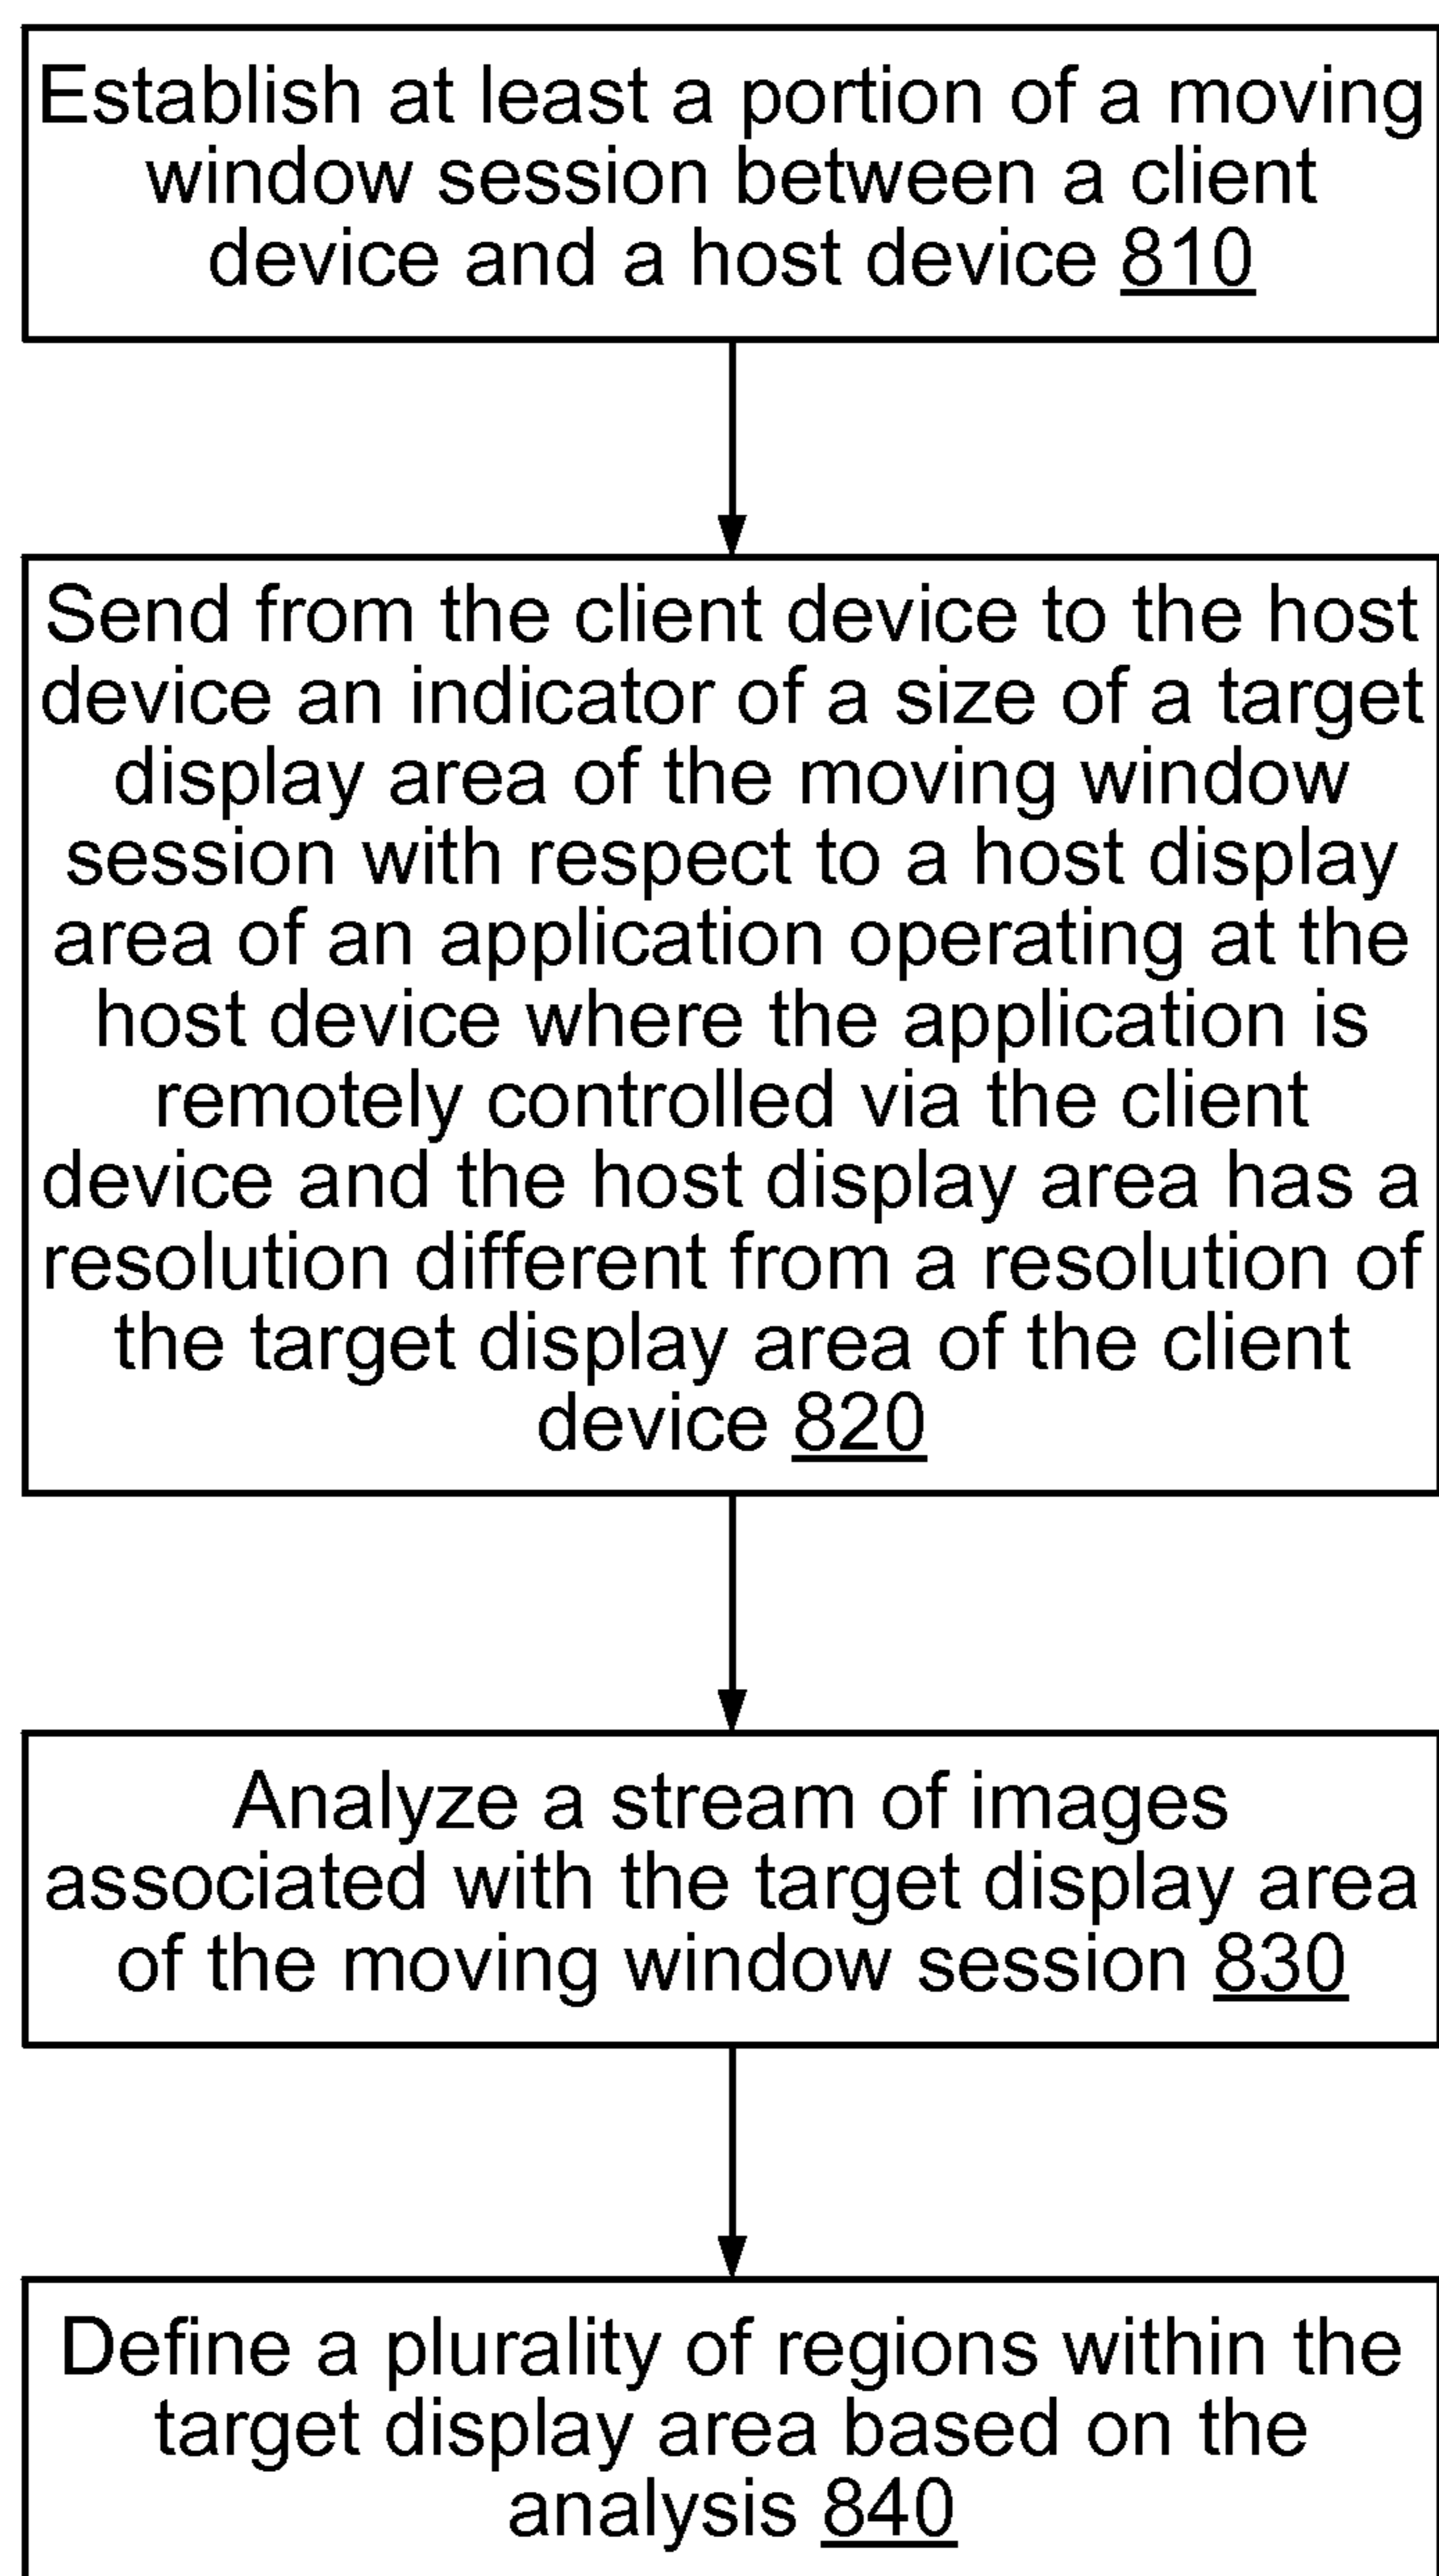 Establish at least a portion of a moving
window session between a client
device and a host device 810
Send from the client device to the host
device an indicator of a size of a target
display area of the moving window
session with respect to a host display
area of an application operating at the
host device where the application is
remotely controlled via the client
device and the host display area has a
resolution different from a resolution of
the target display area of the client
device 820
Analyze a stream of images
associated with the target display area
of the moving window session 830
Define a plurality of regions within the
target display area based on the
analysis 840